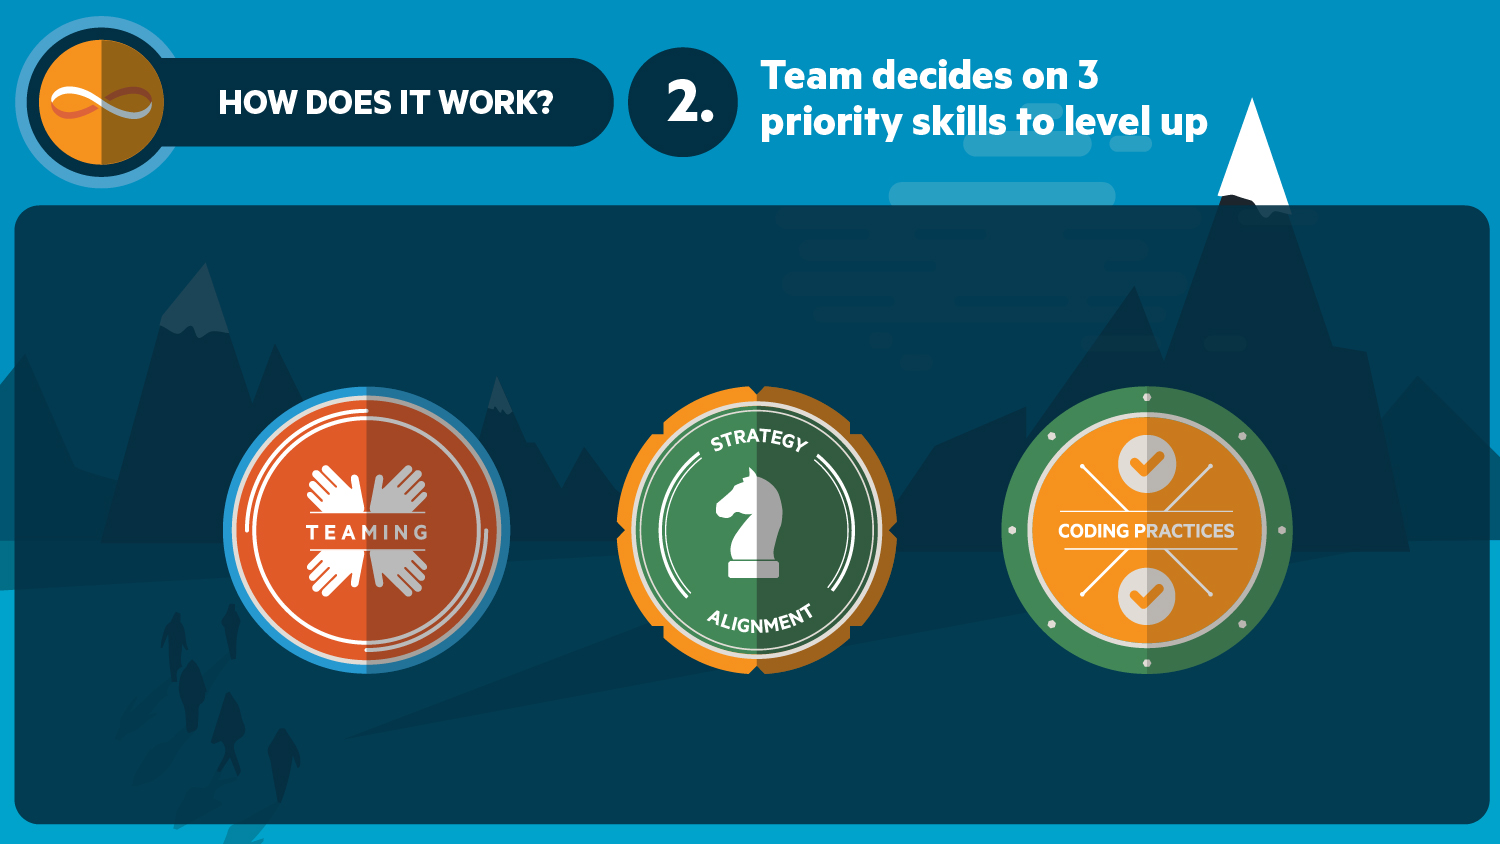 HOW DOES IT WORK?
2.
Team decides on 3
priority skills to level up
TEAMING
STRATEGY
ALIGNMENT
CODING PRACTICES